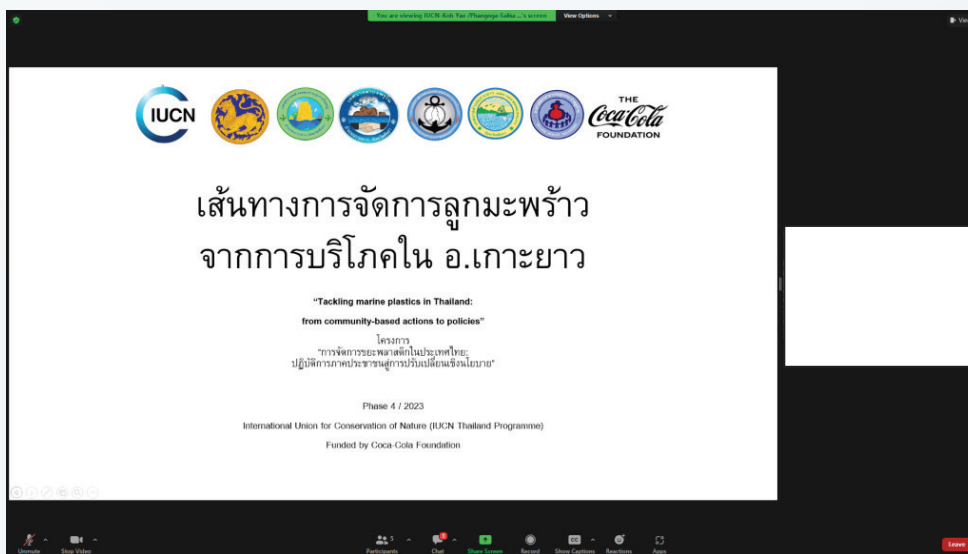 You are viewing IUCN-Koh Yao /Phangnga Salisa ...'s screen
View Options
IUCN
THE
Coca-Cola
FOUNDATION
เส้นทางการจัดการลูกมะพร้าว
จากการบริโภคใน อ.เกาะยาว
“Tackling marine plastics in Thailand:
from community-based actions to policies”
โครงการ
"การจัดการขยะพลาสติกในประเทศไทย:
ปฏิบัติการภาคประชาชนสู่การปรับเปลี่ยนเชิงนโยบาย"
Phase 4 / 2023
International Union for Conservation of Nature (IUCN Thailand Programme)
Funded by Coca-Cola Foundation
Unmute
Stop Video
5
Participants
Chat
Share Screen
Record
CC
Show Captions
Reactions
Apps
Leave